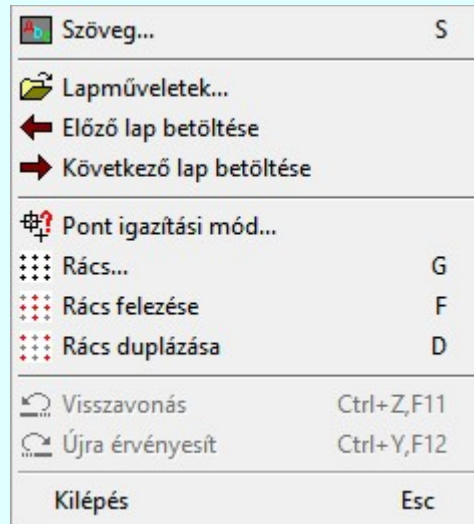 Szöveg... S
Lapműveletek...
Előző lap betöltése
Következő lap betöltése
Pont igazítási mód...
Rács... G
Rács felezése F
Rács duplázása D
Visszavonás Ctrl+Z,F11
Újra érvényesít Ctrl+Y,F12
Kilépés Esc